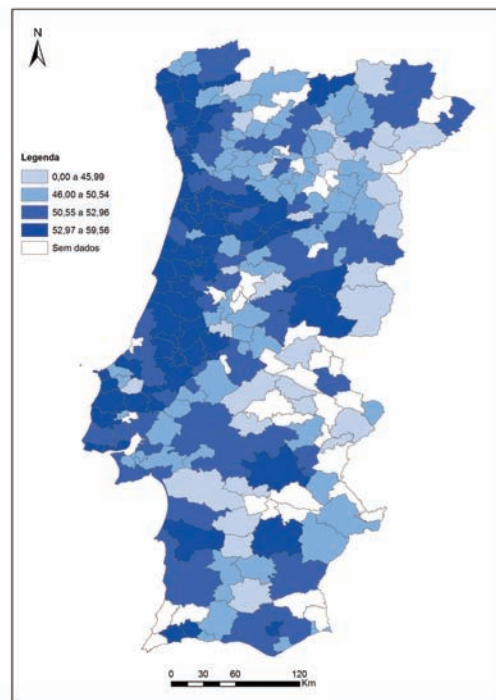 N
Legenda
0,00 a 45,99
46,00 a 50,54
50,55 a 52,96
52,97 a 59,56
Sem dados
0 30 60 120
Km